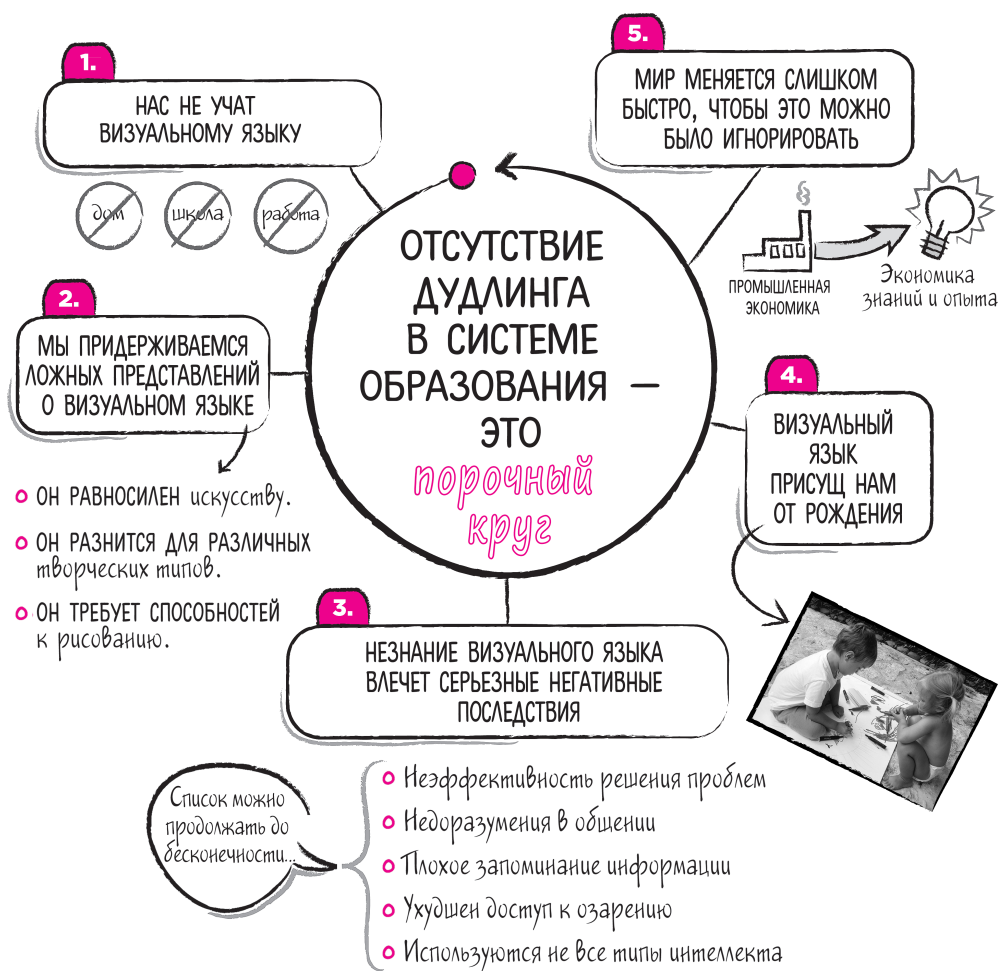 1.
НАС НЕ УЧАТ
ВИЗУАЛЬНОМУ ЯЗЫКУ
дом
школа
работа
2.
МЫ ПРИДЕРЖИВАЕМСЯ
ЛОЖНЫХ ПРЕДСТАВЛЕНИЙ
О ВИЗУАЛЬНОМ ЯЗЫКЕ
ОН РАВНОСИЛЕН искусству.
ОН РАЗНИТСЯ ДЛЯ РАЗЛИЧНЫХ
творческих типов.
ОН ТРЕБУЕТ СПОСОБНОСТЕЙ
к рисованию.
ОТСУТСТВИЕ
ДУДЛИНГА
В СИСТЕМЕ
ОБРАЗОВАНИЯ —
ЭТО
порочный
круг
5.
МИР МЕНЯЕТСЯ СЛИШКОМ
БЫСТРО, ЧТОБЫ ЭТО МОЖНО
БЫЛО ИГНОРИРОВАТЬ
ПРОМЫШЛЕННАЯ
ЭКОНОМИКА
Экономика
знаний и опыта
4.
ВИЗУАЛЬНЫЙ
ЯЗЫК
ПРИСУЩ НАМ
ОТ РОЖДЕНИЯ
3.
НЕЗНАНИЕ ВИЗУАЛЬНОГО ЯЗЫКА
ВЛЕЧЕТ СЕРЬЕЗНЫЕ НЕГАТИВНЫЕ
ПОСЛЕДСТВИЯ
Список можно
продолжать до
бесконечности...
Неэффективность решения проблем
Недоразумения в общении
Плохое запоминание информации
Ухудшен доступ к озарению
Используются не все типы интеллекта